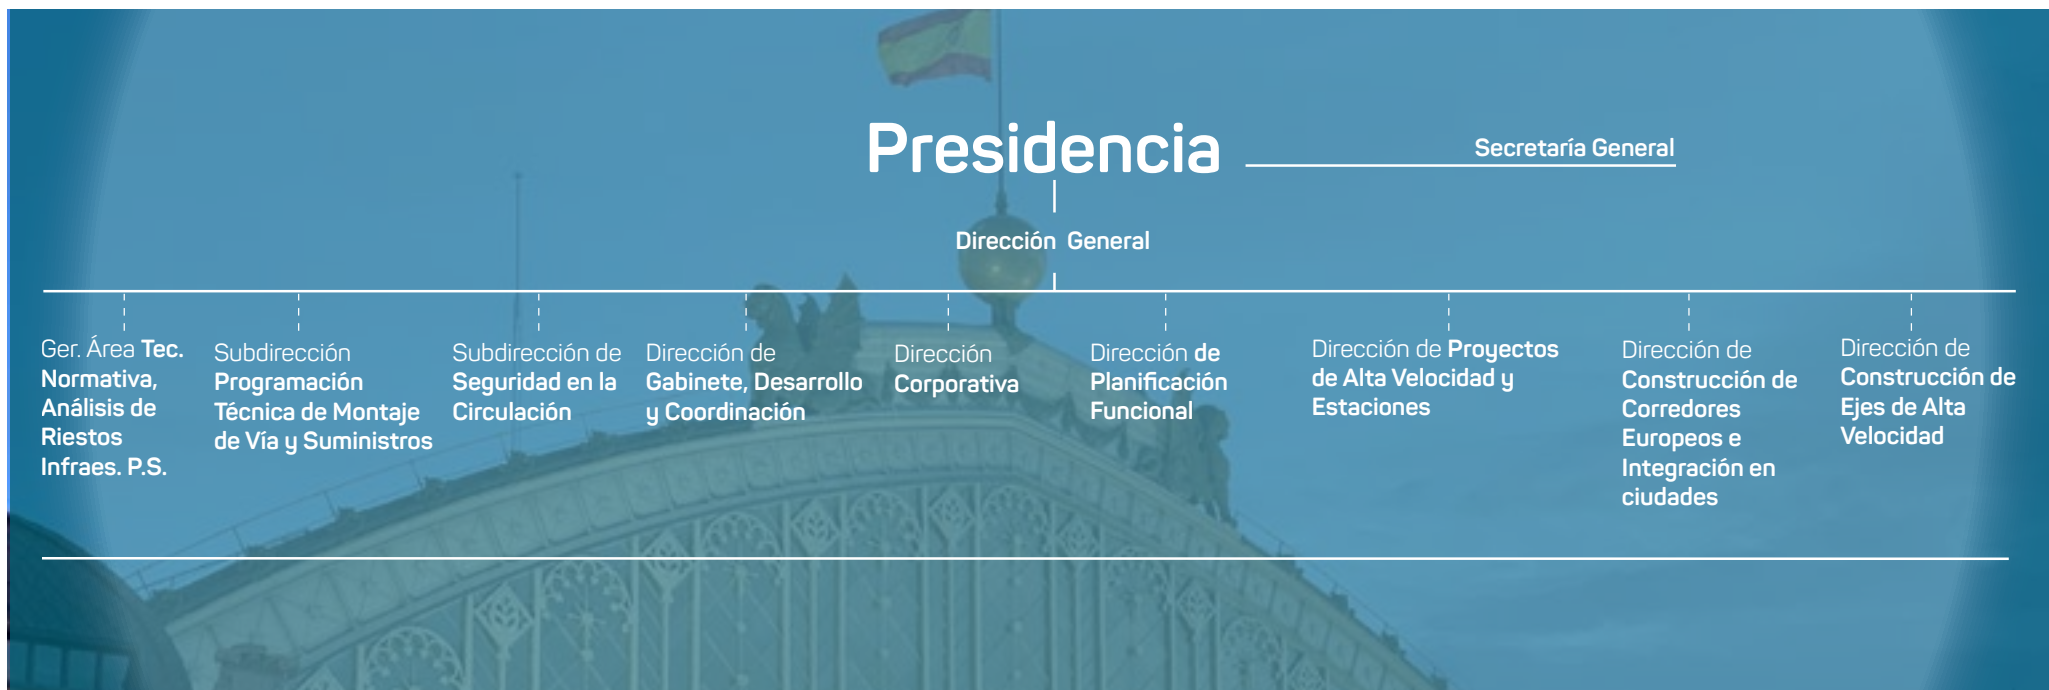 Presidencia
Secretaría General
Dirección General
Ger. Área Tec.
Normativa,
Análisis de
Riestos
Infraes. P.S.
Subdirección
Programación
Técnica de Montaje
de Vía y Suministros
Subdirección de
Seguridad en la
Circulación
Dirección de
Gabinete, Desarrollo
y Coordinación
Dirección
Corporativa
Dirección de
Planificación
Funcional
Dirección de Proyectos
de Alta Velocidad y
Estaciones
Dirección de
Construcción de
Corredores
Europeos e
Integración en
ciudades
Dirección de
Construcción de
Ejes de Alta
Velocidad